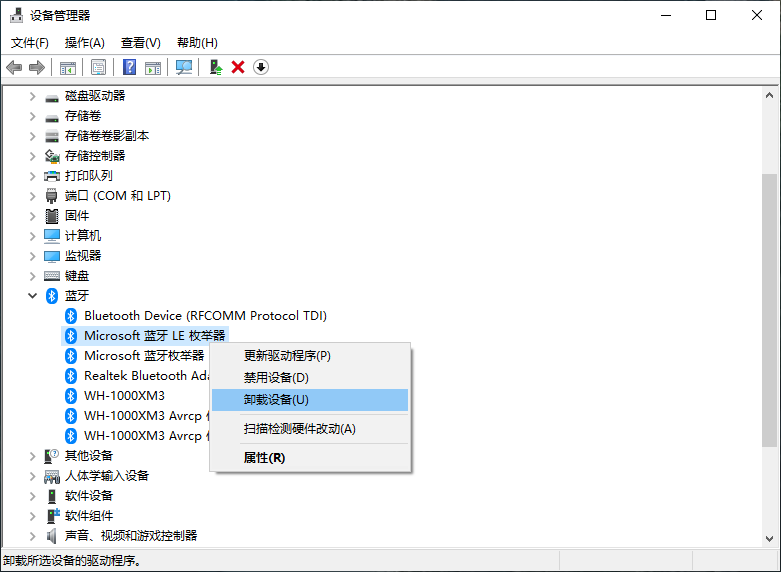 设备管理器
文件(F) 操作(A) 查看(V) 帮助(H)
磁盘驱动器
存储卷
存储卷卷影副本
存储控制器
打印队列
端口 (COM 和 LPT)
固件
计算机
监视器
键盘
蓝牙
Bluetooth Device (RFCOMM Protocol TDI)
Microsoft 蓝牙 LE 枚举器
Microsoft 蓝牙枚举器
Realtek Bluetooth
WH-1000XM3
WH-1000XM3 Avrcp
WH-1000XM3 Avrcp
其他设备
人体学输入设备
软件设备
软件组件
声音、视频和游戏控制器
更新驱动程序(P)
禁用设备(D)
卸载设备(U)
扫描检测硬件改动(A)
属性(R)
卸载所选设备的驱动程序。